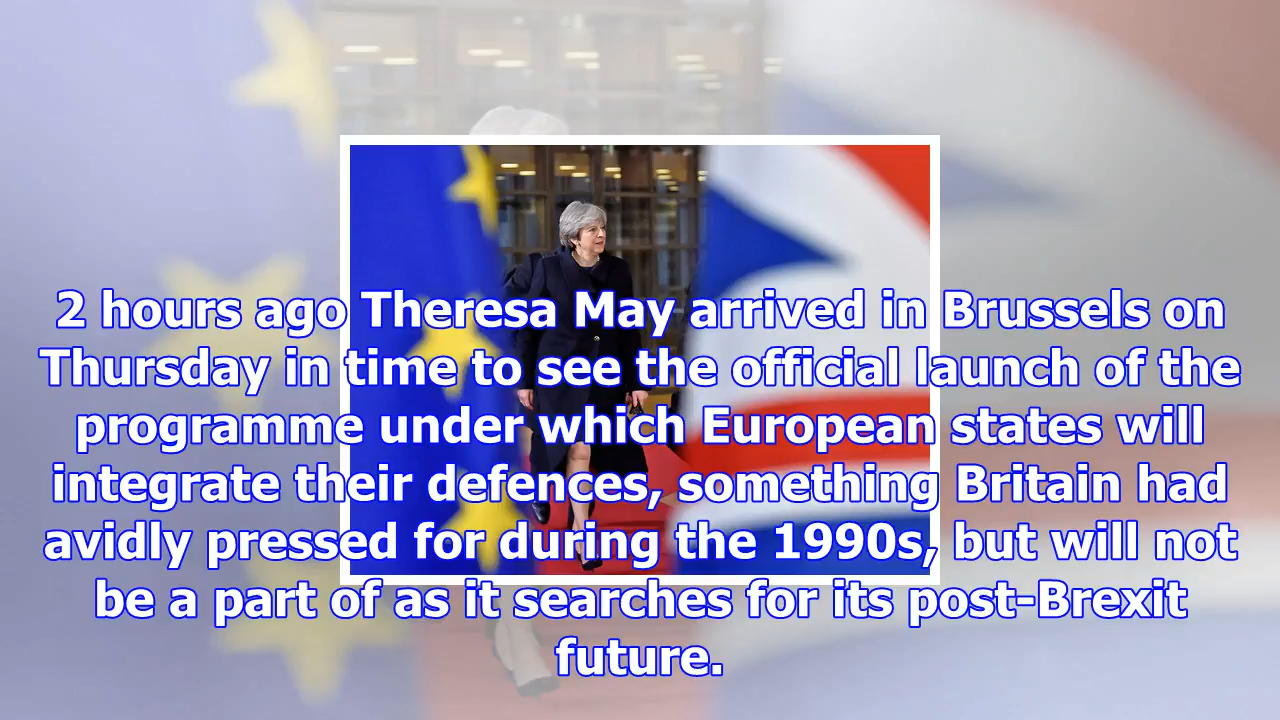 2 hours ago Theresa May arrived in Brussels on
Thursday in time to see the official launch of the
programme under which European states will
integrate their defences, something Britain had
avidly pressed for during the 1990s, but will not
be a part of as it searches for its post-Brexit
future.